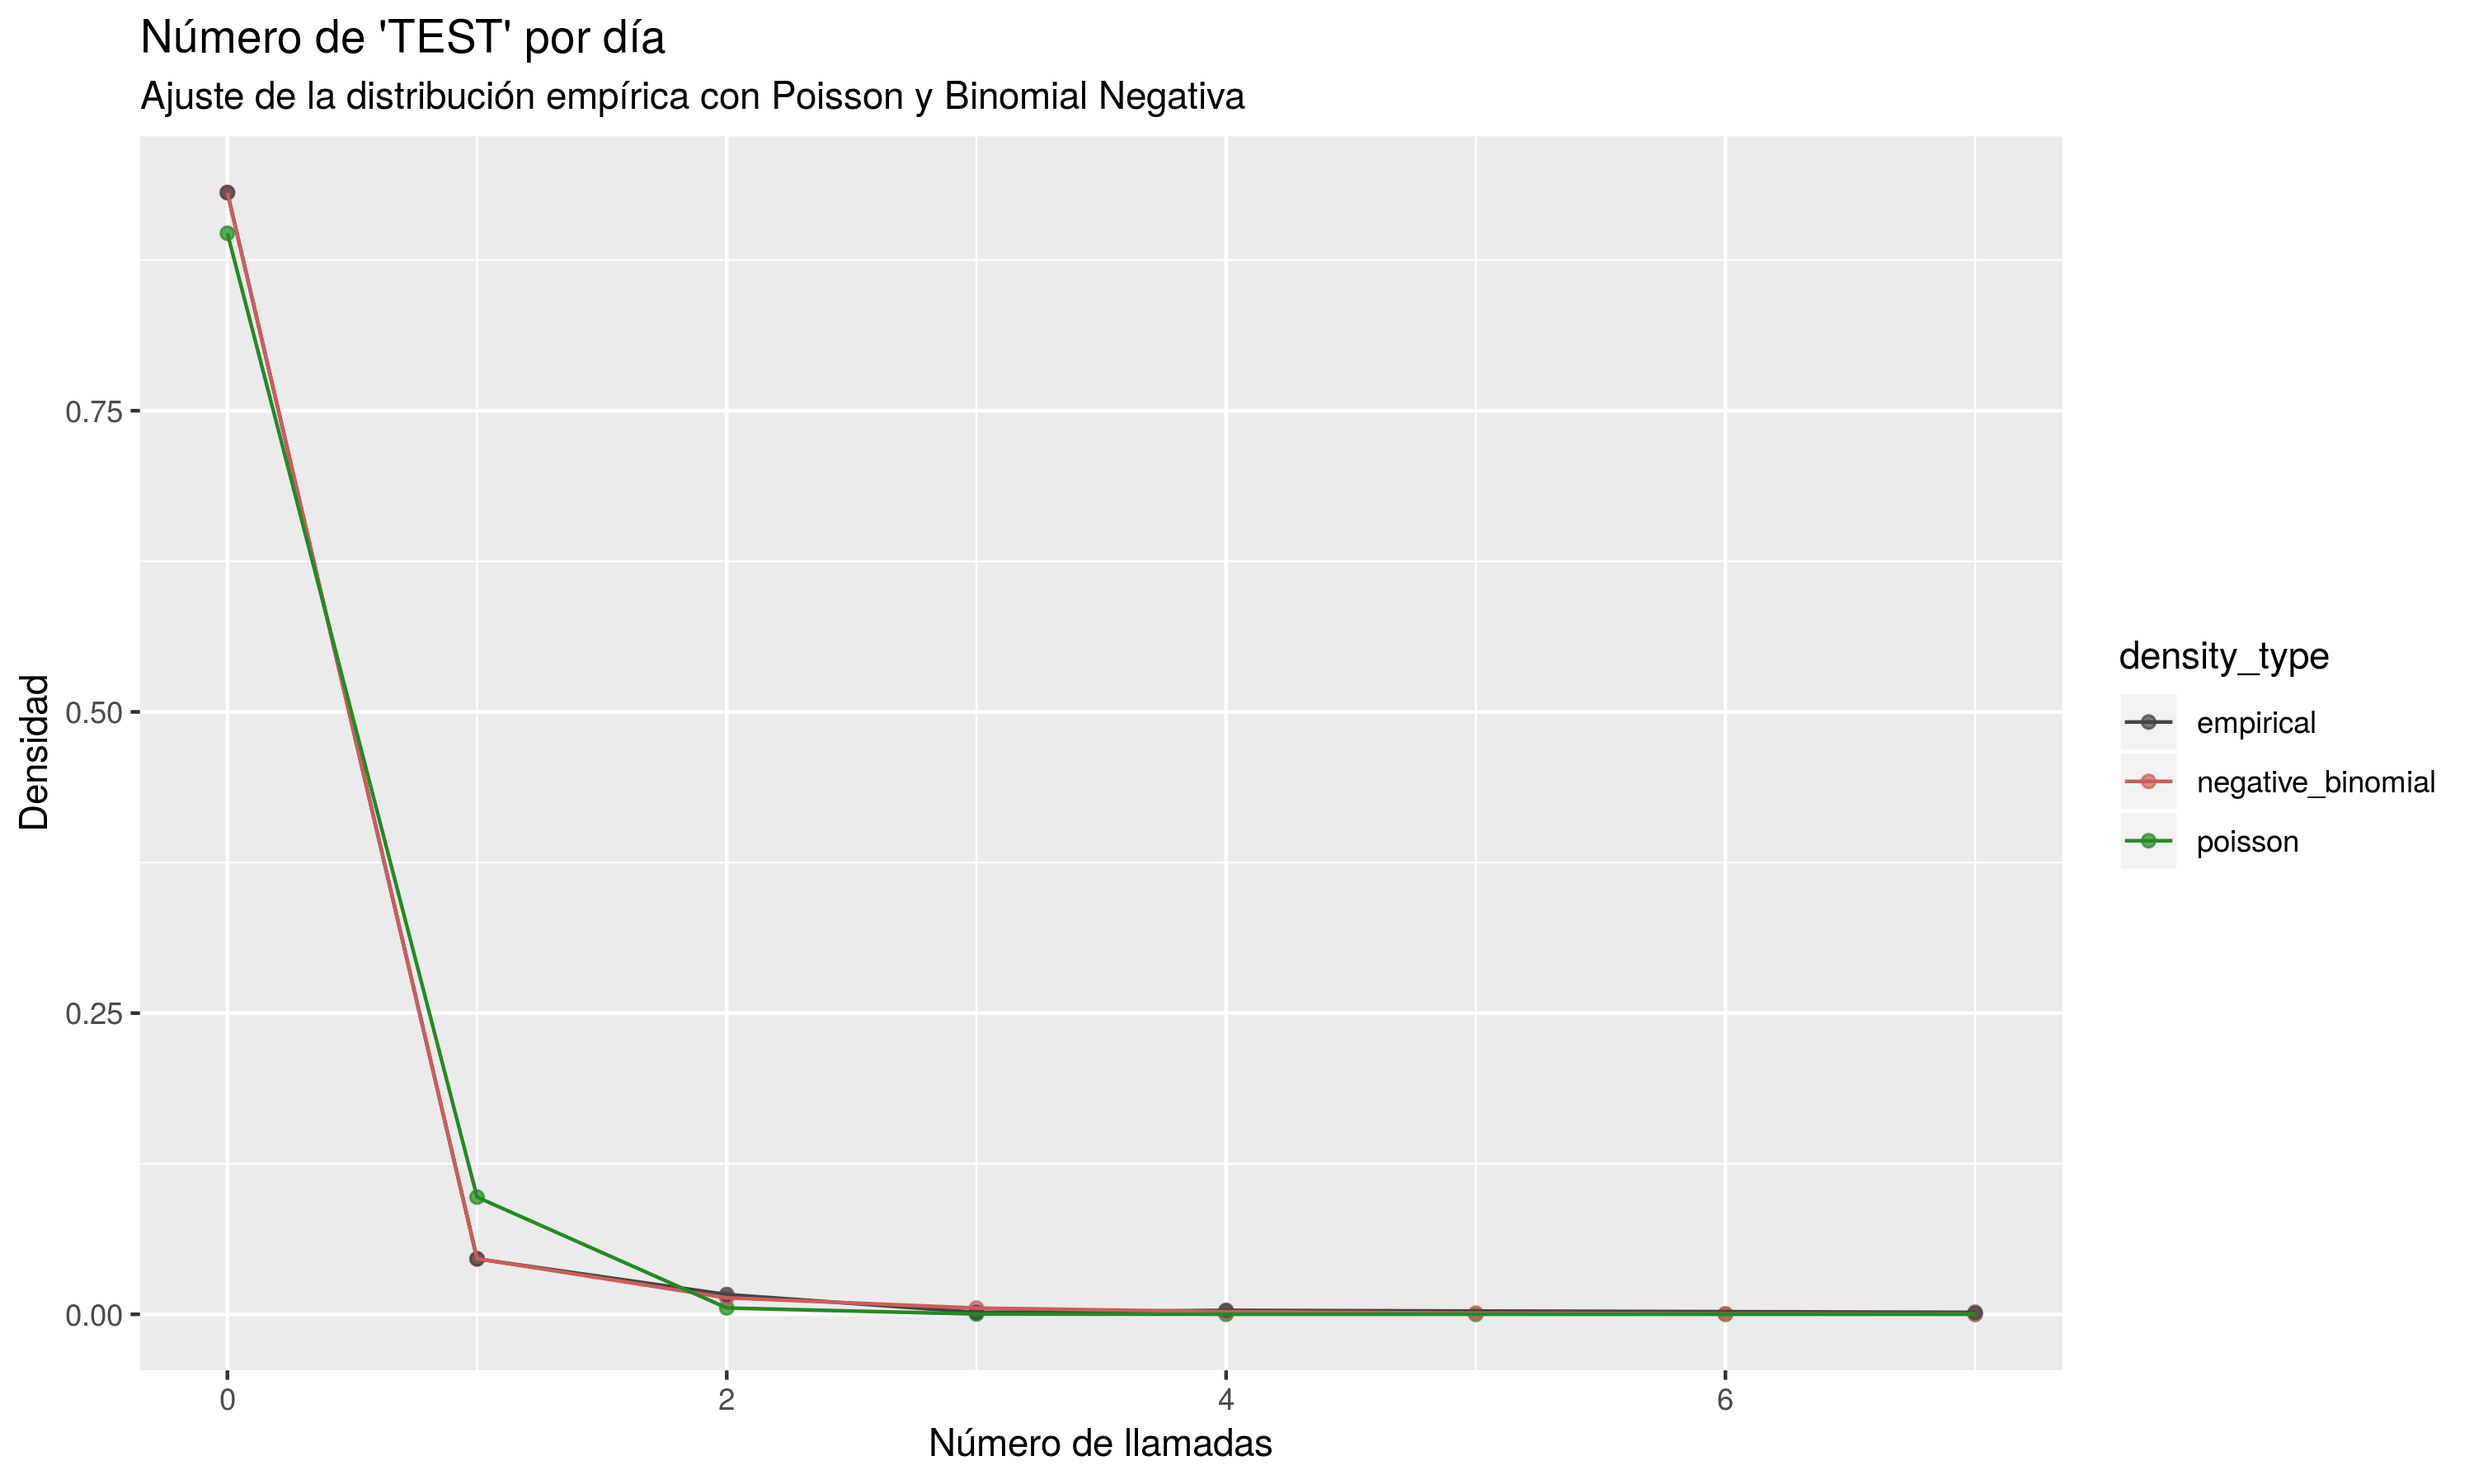 Número de 'TEST' por día
Ajuste de la distribución empírica con Poisson y Binomial Negativa
Densidad
0.75
0.50
0.25
0.00
0
2
4
6
Número de llamadas
density_type
empirical
negative_binomial
poisson